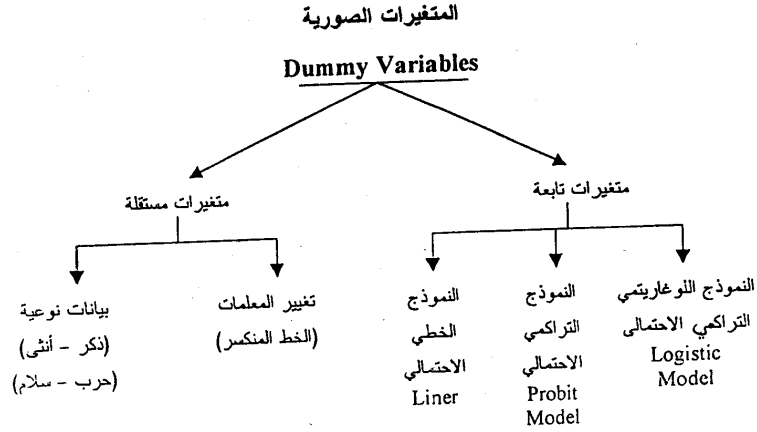 المتغيرات الصورية
Dummy Variables
متغيرات تابعة
متغيرات مستقلة
النموذج اللوغاريتمي
التراكمي الاحتمالى
Logistic
Model
النموذج
التراكمي
الاحتمالي
Probit
Model
النموذج
الخطي
الاحتمالي
Liner
تغيير المعلمات
(الخط المنكسر)
بيانات نوعية
(ذكر - أنثى)
(حرب - سلام)